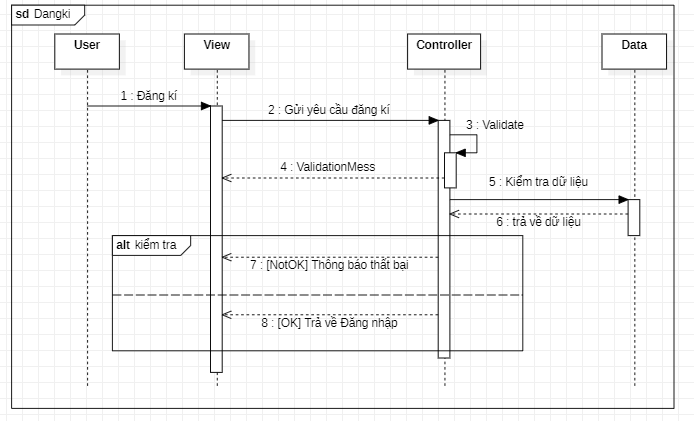 sd Dangki
User
View
Controller
Data
1 : Đăng kí
2 : Gửi yêu cầu đăng kí
3 : Validate
4 : ValidationMess
5 : Kiểm tra dữ liệu
6 : trả về dữ liệu
alt kiểm tra
7 : [NotOK] Thông báo thất bại
8 : [OK] Trả về Đăng nhập